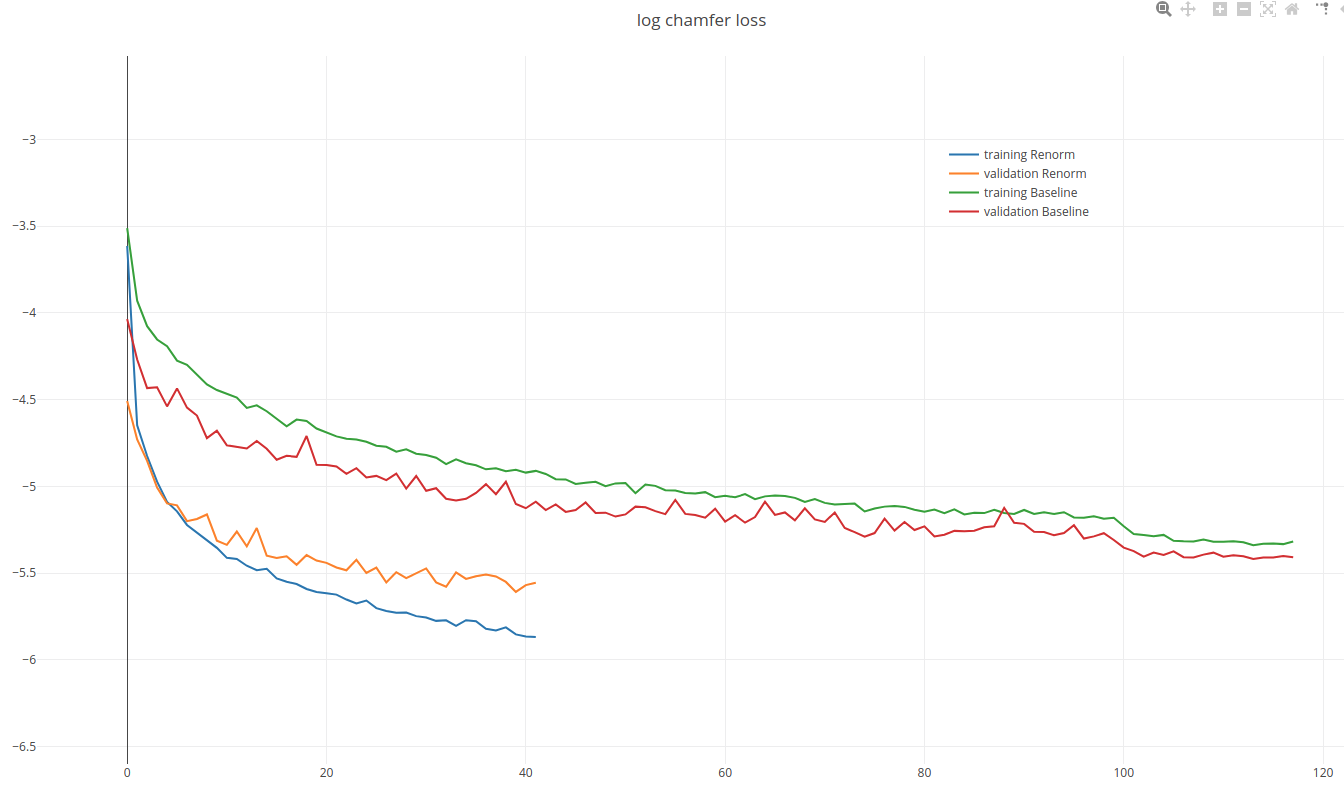 log chamfer loss
−3
−3.5
−4
−4.5
−5
−5.5
−6
−6.5
training Renorm
validation Renorm
training Baseline
validation Baseline
0 20 40 60 80 100 120